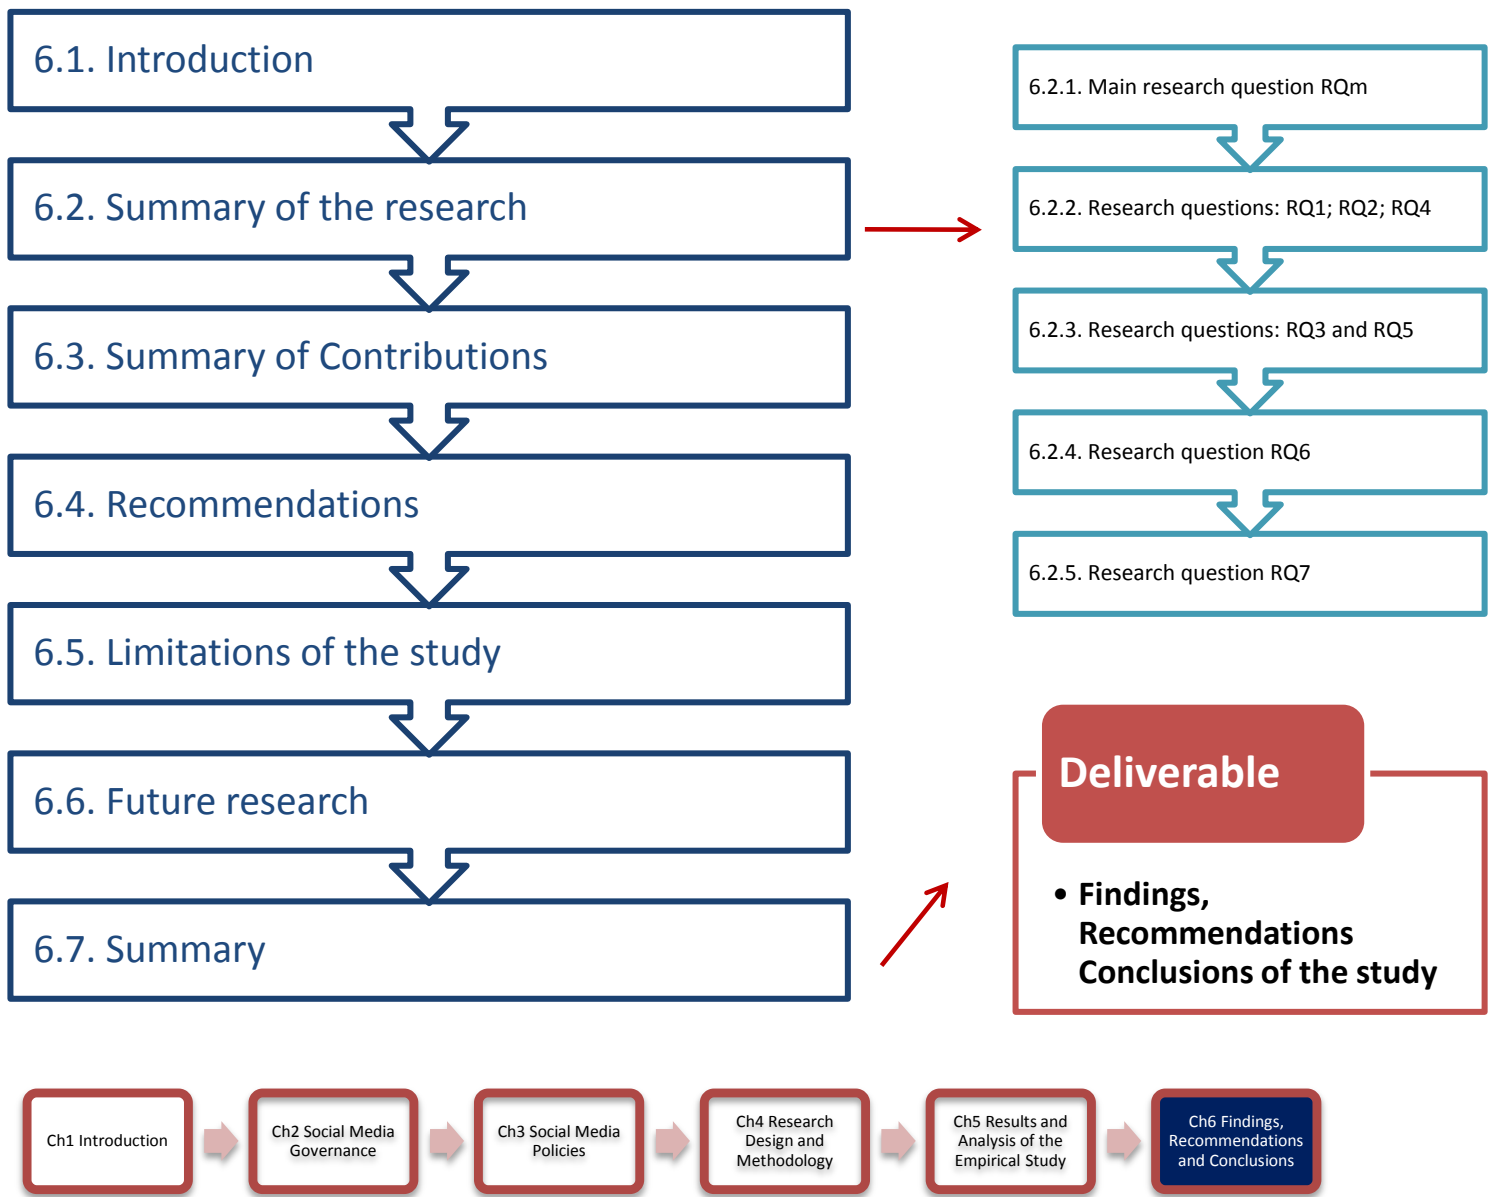 6.1. Introduction
6.2. Summary of the research
6.3. Summary of Contributions
6.4. Recommendations
6.5. Limitations of the study
6.6. Future research
6.7. Summary
6.2.1. Main research question RQm
6.2.2. Research questions: RQ1; RQ2; RQ4
6.2.3. Research questions: RQ3 and RQ5
6.2.4. Research question RQ6
6.2.5. Research question RQ7
Deliverable
• Findings,
Recommendations
Conclusions of the study
Ch1 Introduction
Ch2 Social Media
Governance
Ch3 Social Media
Policies
Ch4 Research
Design and
Methodology
Ch5 Results and
Analysis of the
Empirical Study
Ch6 Findings,
Recommendations
and Conclusions